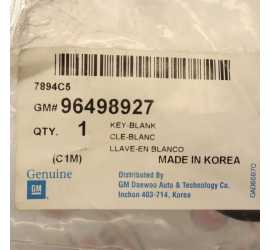 7894C5
GM# 96498927
QTY. 1 KEY-BLANK
CLE-BLANC
LLAVE-EN BLANCO
(C1M) MADE IN KOREA
Genuine
GM
Distributed By
GM Daewoo Auto & Technology Co.
Inchon 403-714, Korea